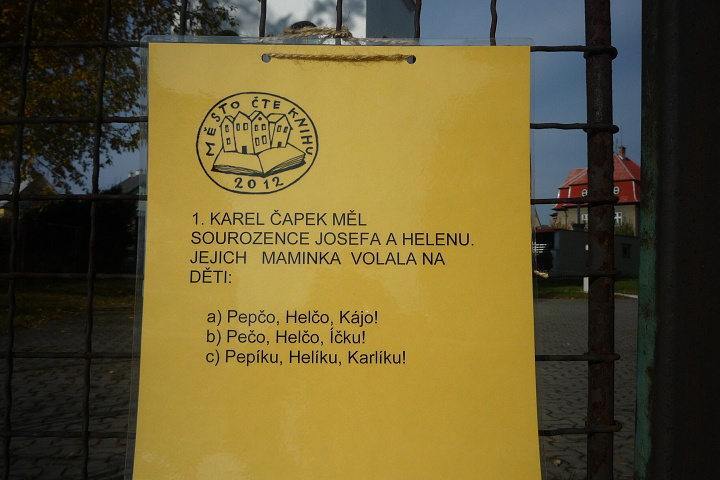 MĚSTO ČTE KNIHU
2012
1. KAREL ČAPEK MĚL
SOUROZENCE JOSEFA A HELENU.
JEJICH MAMINKA VOLALA NA
DĚTI:
a) Pepčo, Helčo, Kájo!
b) Pečo, Helčo, Íčku!
c) Pepíku, Helíku, Karlíku!